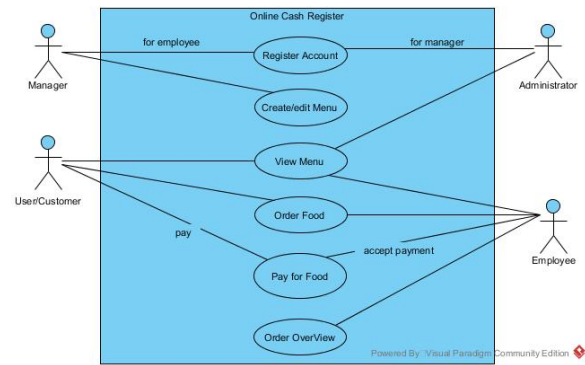 Online Cash Register
for employee
for manager
Register Account
Manager
Administrator
Create/edit Menu
View Menu
User/Customer
Order Food
pay
accept payment
Employee
Pay for Food
Order OverView
Powered By Visual Paradigm Community Edition